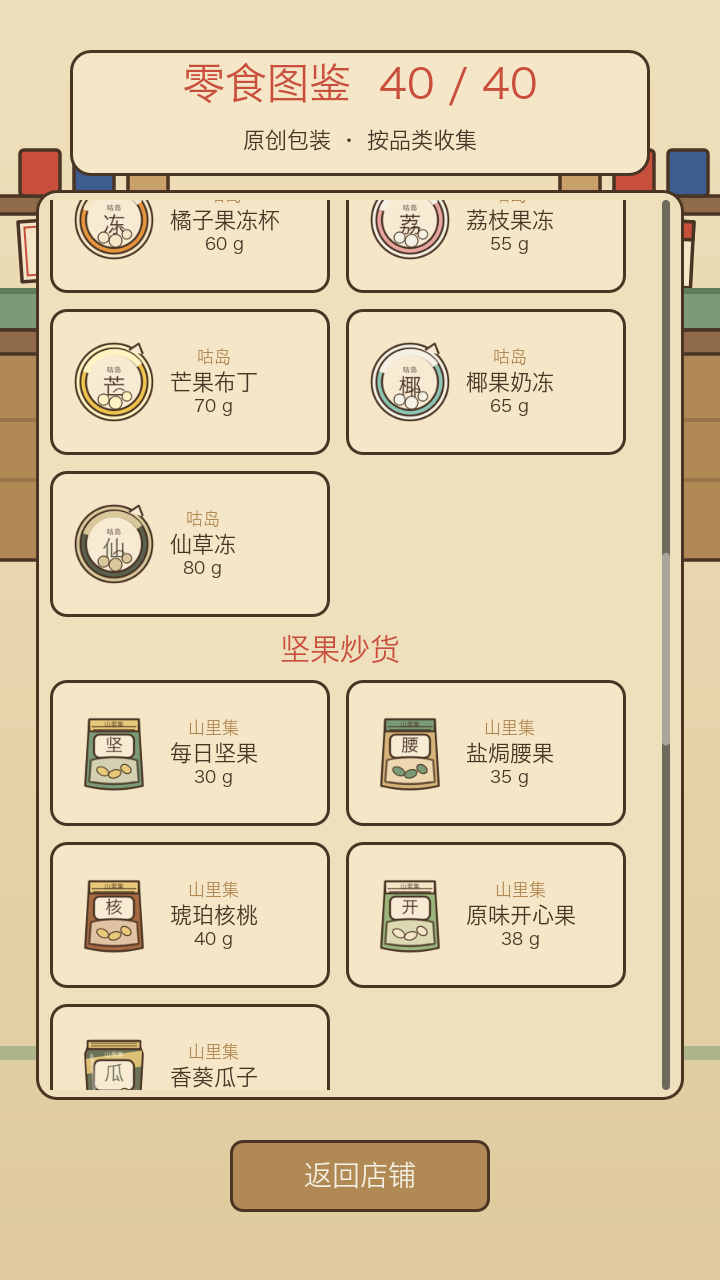 零食图鉴 40 / 40
原创包装 · 按品类收集
咕岛
冻
橘子果冻杯
60 g
咕岛
荔
荔枝果冻
55 g
咕岛
芒
咕岛
芒果布丁
70 g
咕岛
椰
咕岛
椰果奶冻
65 g
咕岛
仙
咕岛
仙草冻
80 g
坚果炒货
山里集
坚
山里集
每日坚果
30 g
山里集
腰
山里集
盐焗腰果
35 g
山里集
核
山里集
琥珀核桃
40 g
山里集
开
山里集
原味开心果
38 g
山里集
瓜
山里集
香葵瓜子
返回店铺